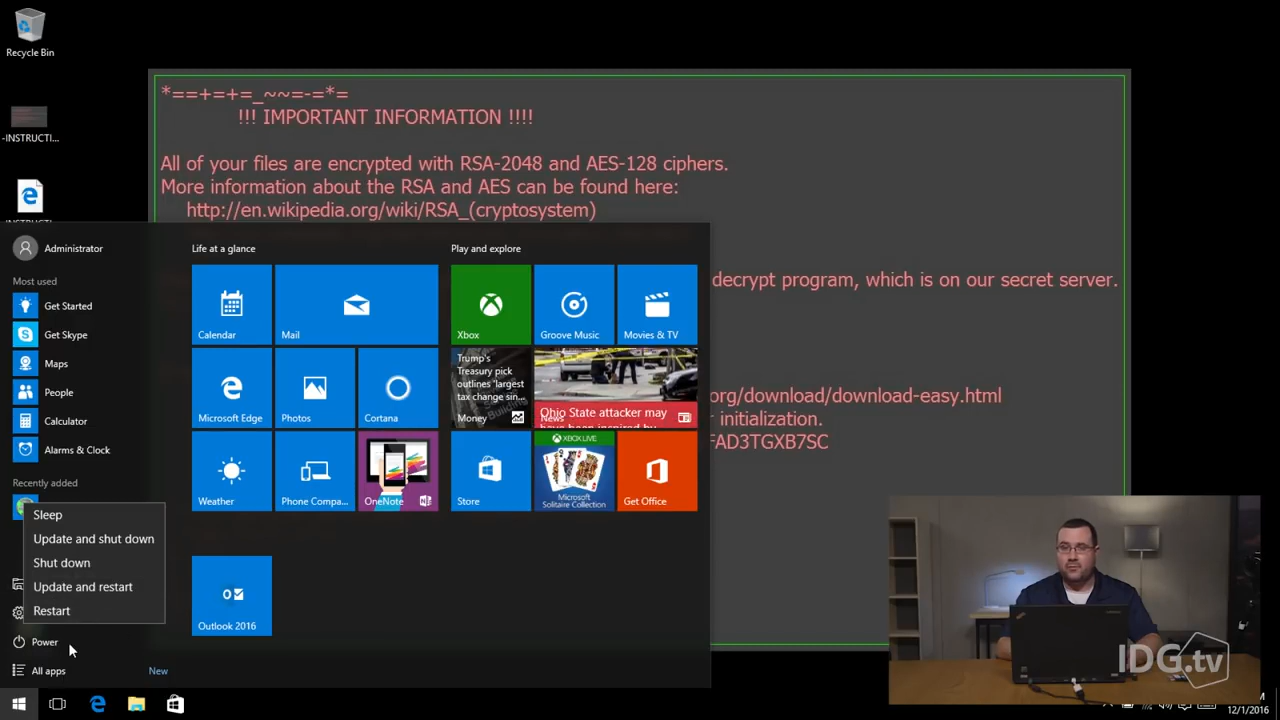 Recycle Bin
-INSTRUCTI...
*==+=+=_~~=-=*=
!!! IMPORTANT INFORMATION !!!!
All of your files are encrypted with RSA-2048 and AES-128 ciphers.
More information about the RSA and AES can be found here:
http://en.wikipedia.org/wiki/RSA_(cryptosystem)
decrypt program, which is on our secret server.
org/download/download-easy.html
initialization.
FAD3TGXB7SC
Administrator
Most used
Get Started
Get Skype
Maps
People
Calculator
Alarms & Clock
Recently added
Sleep
Update and shut down
Shut down
Update and restart
Restart
Power
All apps
New
Life at a glance
Calendar
Mail
Microsoft Edge
Photos
Cortana
Weather
Phone Compa...
OneNote
Outlook 2016
Play and explore
Xbox
Groove Music
Movies & TV
Trump's
Treasury pick
outlines 'largest
tax change sin...
Money
Ohio State attacker may
News
Store
XBOX LIVE
Microsoft
Solitaire Collection
Get Office
IDG.tv
12/1/2016